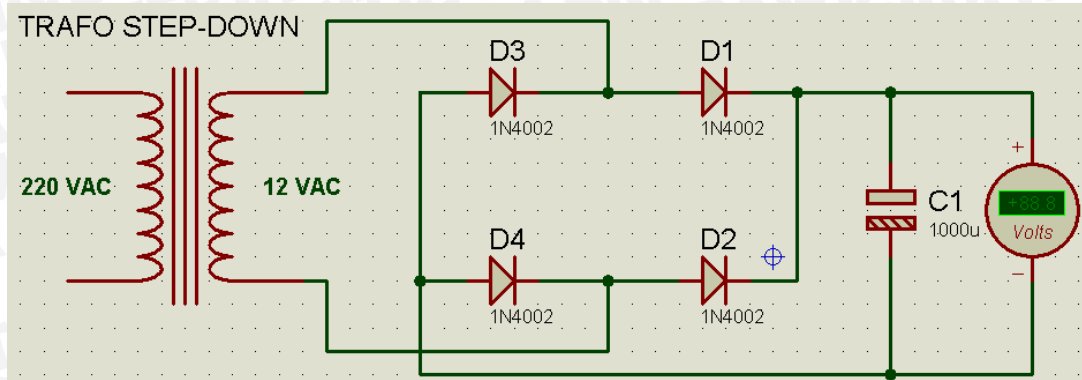 TRAFO STEP-DOWN
D3
D1
1N4002
1N4002
220 VAC
12 VAC
+
+88.8
Volts
C1
1000u
D4
D2
−
1N4002
1N4002